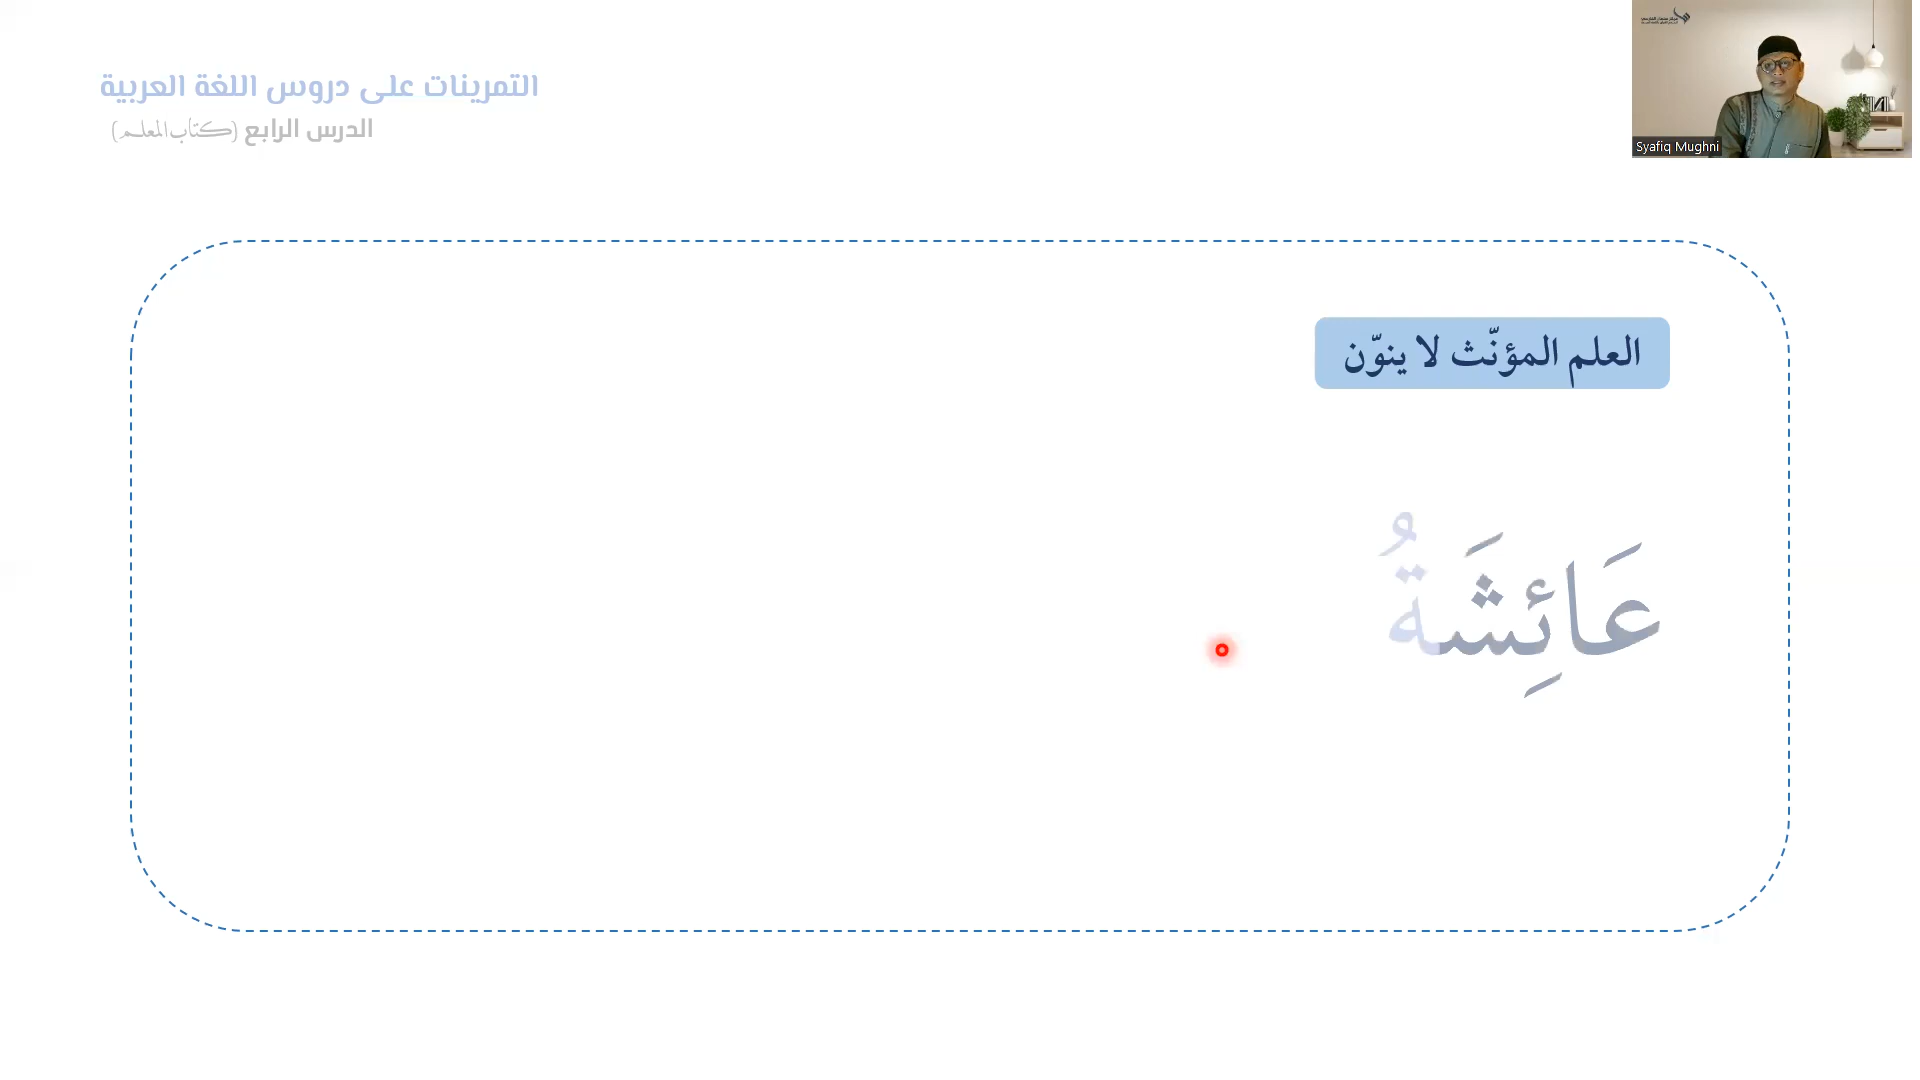 التمرينات على دروس اللغة العربية
الدرس الرابع (كتاب المعلم)
Syafiq Mughni
العلم المؤنّث لا ينوّن
عَائِشَةُ